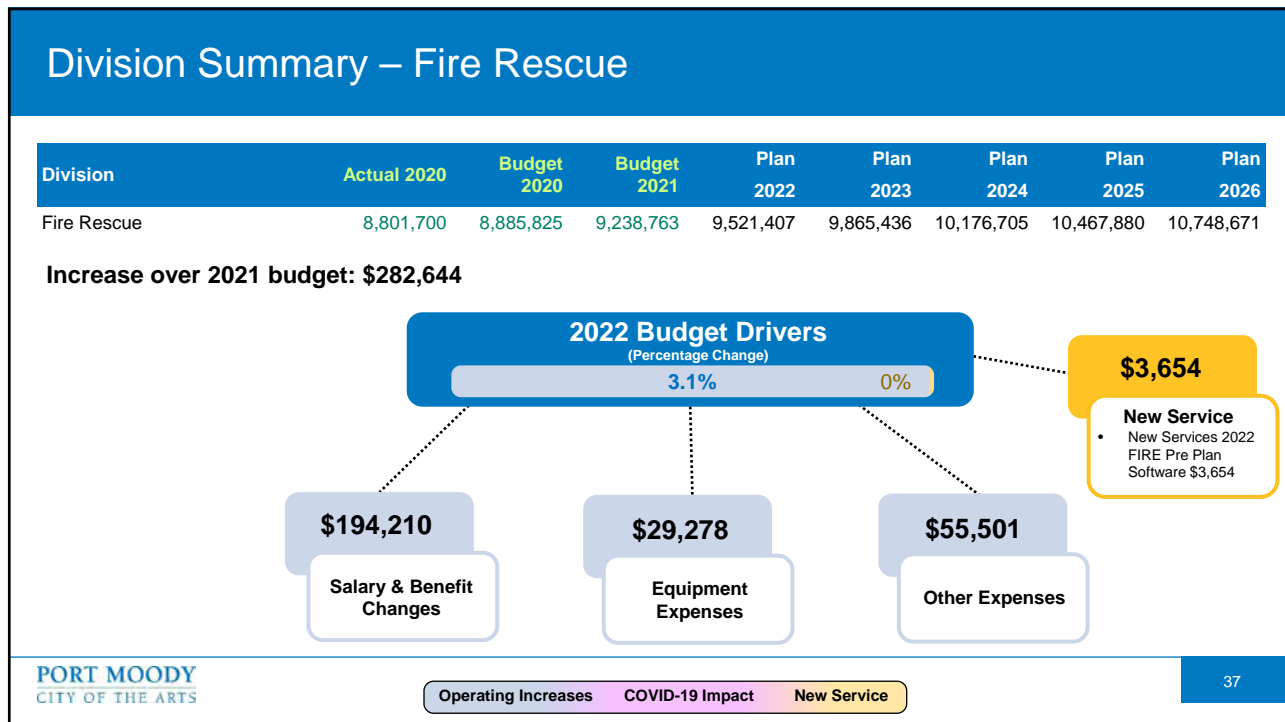 Division Summary – Fire Rescue
Division Actual 2020 Budget 2020 Budget 2021 Plan 2022 Plan 2023 Plan 2024 Plan 2025 Plan 2026
Fire Rescue 8,801,700 8,885,825 9,238,763 9,521,407 9,865,436 10,176,705 10,467,880 10,748,671
Increase over 2021 budget: $282,644
2022 Budget Drivers
(Percentage Change)
3.1% 0%
$3,654
New Service
• New Services 2022
FIRE Pre Plan
Software $3,654
$194,210
Salary & Benefit
Changes
$29,278
Equipment
Expenses
$55,501
Other Expenses
PORT MOODY
CITY OF THE ARTS
Operating Increases COVID-19 Impact New Service
37